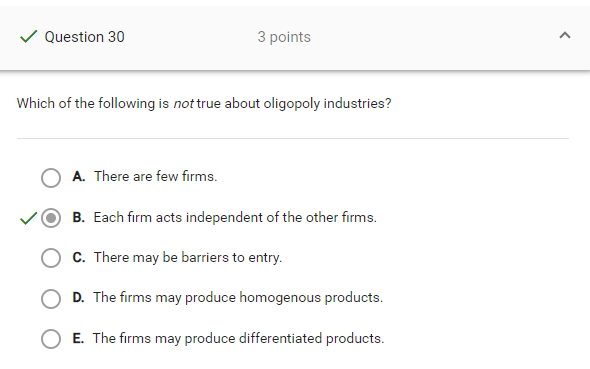 Question 30
3 points
Which of the following is not true about oligopoly industries?
A. There are few firms.
B. Each firm acts independent of the other firms.
C. There may be barriers to entry.
D. The firms may produce homogenous products.
E. The firms may produce differentiated products.